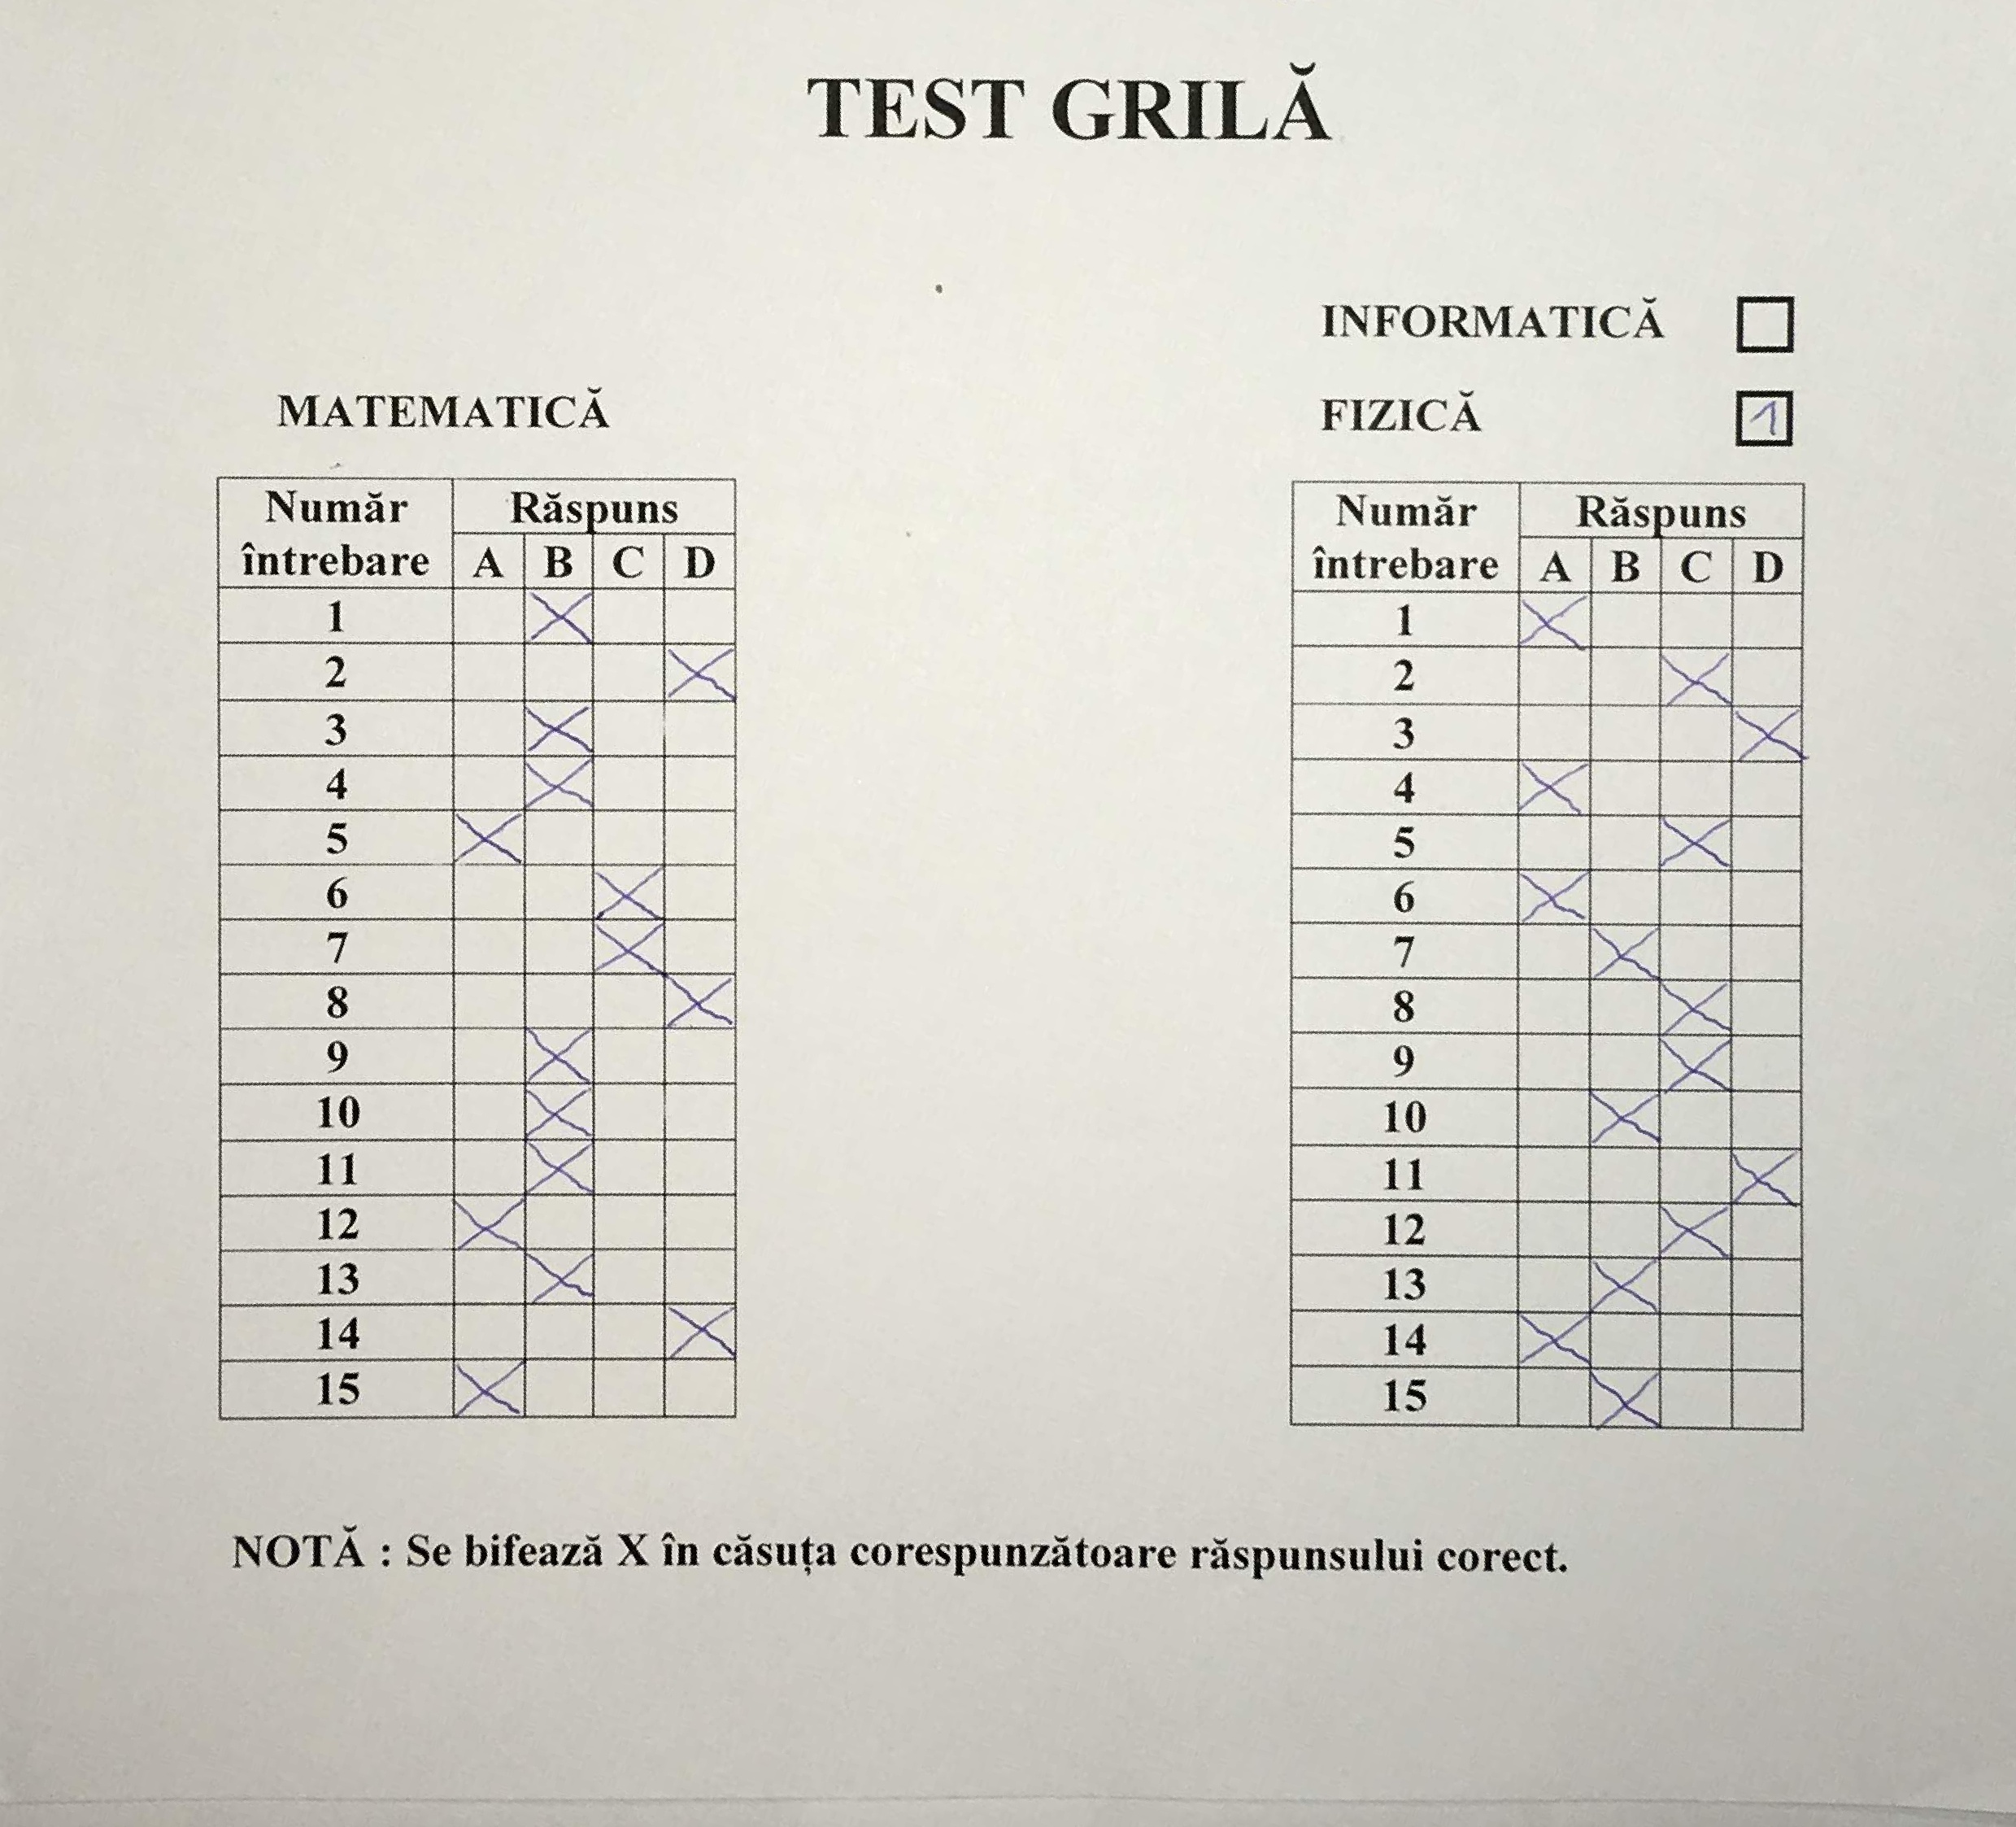 TEST GRILĂ
INFORMATICĂ
MATEMATICĂ
FIZICĂ 1
Număr Răspuns
întrebare A B C D
1 X
2 X
3 X
4 X
5 X
6 X
7 X
8 X
9 X
10 X
11 X
12 X
13 X
14 X
15 X
Număr Răspuns
întrebare A B C D
1 X
2 X
3 X
4 X
5 X
6 X
7 X
8 X
9 X
10 X
11 X
12 X
13 X
14 X
15 X
NOTĂ : Se bifează X în căsuța corespunzătoare răspunsului corect.